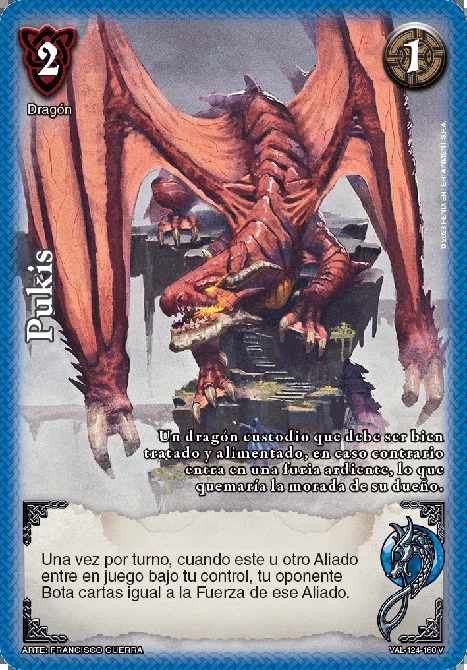 2
1
Dragón
© 2023 FENIX ENTERTAINMENT S.P.A.
Pukis
Un dragón custodio que debe ser bien
tratado y alimentado, en caso contrario
entra en una furia ardiente, lo que
quemaría la morada de su dueño.
Una vez por turno, cuando este u otro Aliado
entre en juego bajo tu control, tu oponente
Bota cartas igual a la Fuerza de ese Aliado.
ARTE: FRANCISCO GUERRA
VAL-124-160 V